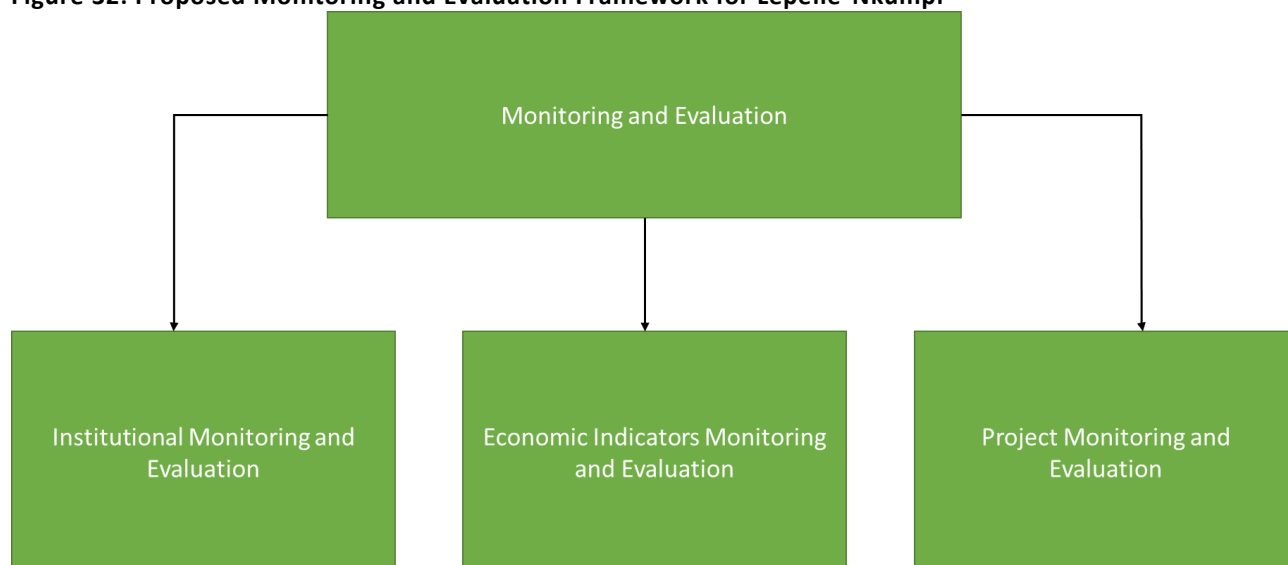 Figure 32: Proposed Monitoring and Evaluation Framework for Lepelle-Nkumpi
Monitoring and Evaluation
Institutional Monitoring and
Evaluation
Economic Indicators Monitoring
and Evaluation
Project Monitoring and
Evaluation